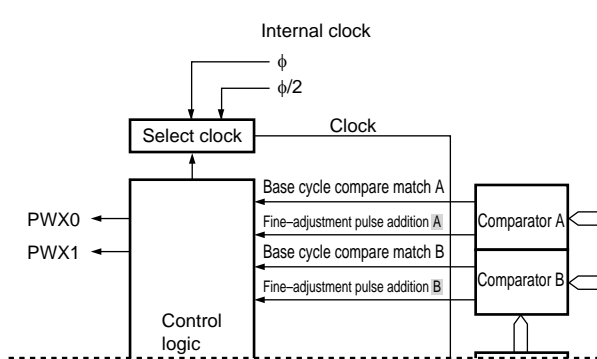 Internal clock
ϕ
ϕ/2
Select clock
Clock
Base cycle compare match A
PWX0
Fine–adjustment pulse addition A
Comparator A
PWX1
Base cycle compare match B
Fine–adjustment pulse addition B
Comparator B
Control
logic